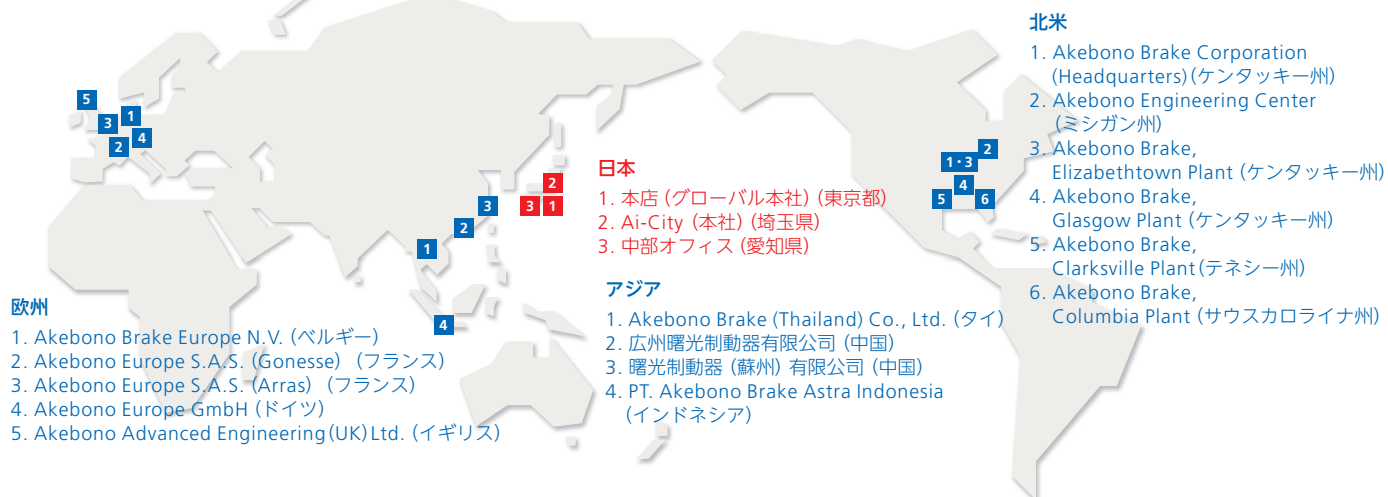 北米
1. Akebono Brake Corporation
(Headquarters)(ケンタッキー州)
2. Akebono Engineering Center
(ミシガン州)
3. Akebono Brake,
Elizabethtown Plant (ケンタッキー州)
4. Akebono Brake,
Glasgow Plant (ケンタッキー州)
5. Akebono Brake,
Clarksville Plant(テネシー州)
6. Akebono Brake,
Columbia Plant (サウスカロライナ州)
5
3
1
2
4
2
3
1
3
2
1
4
2
1・3
4
5
6
日本
1. 本店 (グローバル本社) (東京都)
2. Ai-City (本社) (埼玉県)
3. 中部オフィス (愛知県)
アジア
1. Akebono Brake (Thailand) Co., Ltd. (タイ)
2. 広州曙光制動器有限公司 (中国)
3. 曙光制動器 (蘇州) 有限公司 (中国)
4. PT. Akebono Brake Astra Indonesia
(インドネシア)
欧州
1. Akebono Brake Europe N.V. (ベルギー)
2. Akebono Europe S.A.S. (Gonesse) (フランス)
3. Akebono Europe S.A.S. (Arras) (フランス)
4. Akebono Europe GmbH (ドイツ)
5. Akebono Advanced Engineering(UK)Ltd. (イギリス)